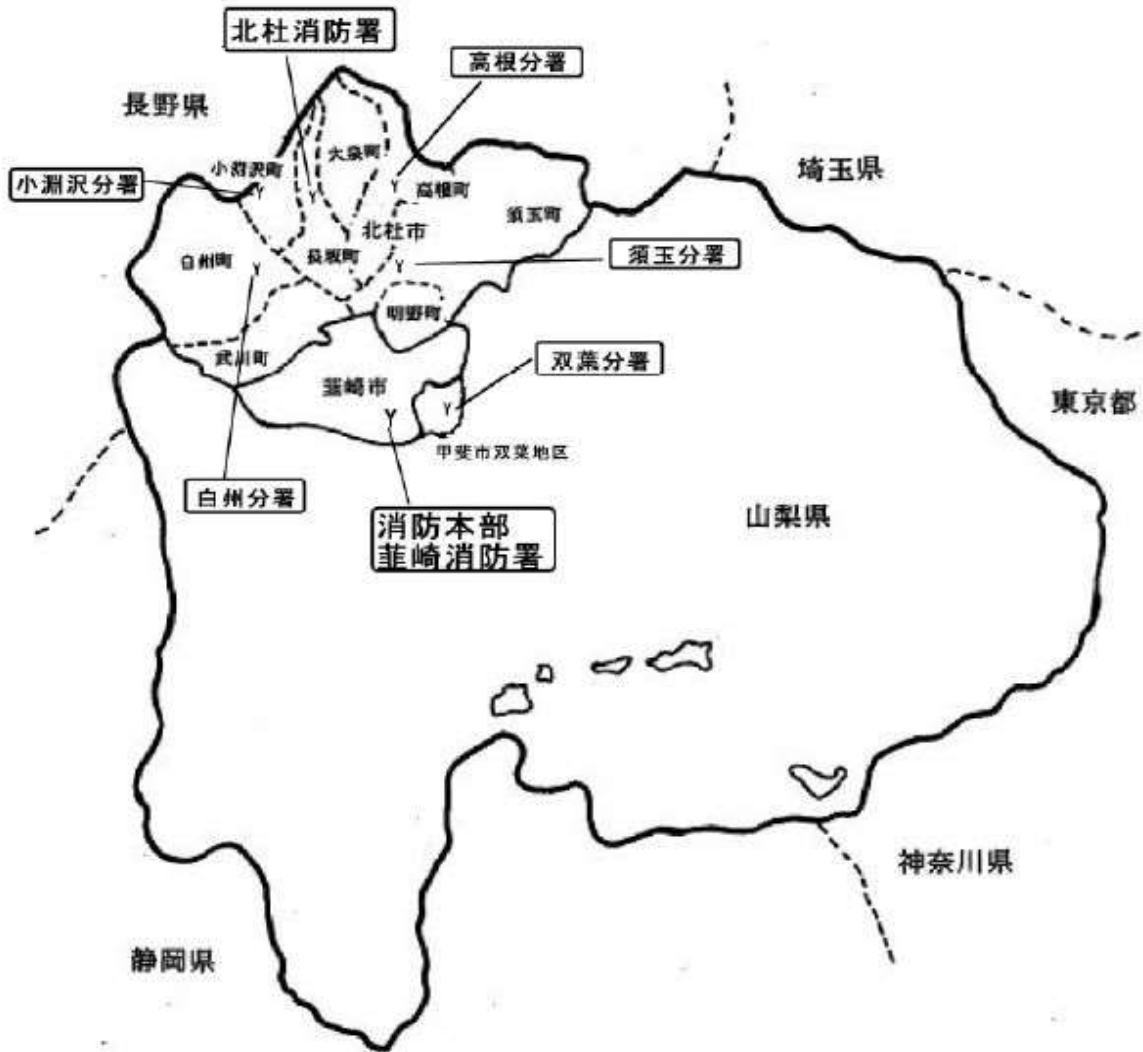 北杜消防署
高根分署
長野県
大泉町
小淵沢町
埼玉県
小淵沢分署
高根町
須玉町
北杜市
白州町
長坂町
須玉分署
明野町
武川町
双葉分署
韮崎市
東京都
甲斐市双葉地区
白州分署
山梨県
消防本部
韮崎消防署
神奈川県
静岡県